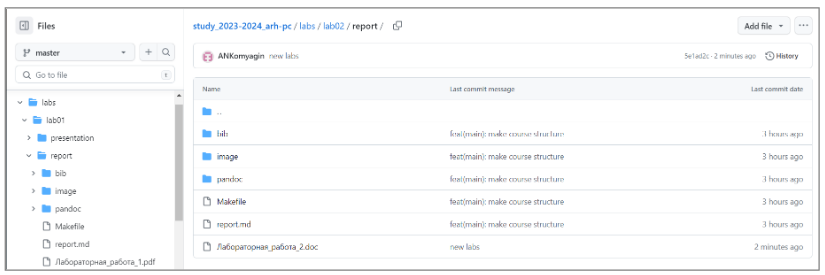 Files
study_2023-2024_arh-pc / labs / lab02 / report /
Add file
master
ANKomyagin new labs
5e1ad2c · 2 minutes ago
History
Go to file
t
Name
Last commit message
Last commit date
labs
lab01
presentation
report
bib
image
pandoc
Makefile
report.md
Лабораторная_работа_1.pdf
..
bib
feat(main): make course structure
3 hours ago
image
feat(main): make course structure
3 hours ago
pandoc
feat(main): make course structure
3 hours ago
Makefile
feat(main): make course structure
3 hours ago
report.md
feat(main): make course structure
3 hours ago
Лабораторная_работа_2.doc
new labs
2 minutes ago